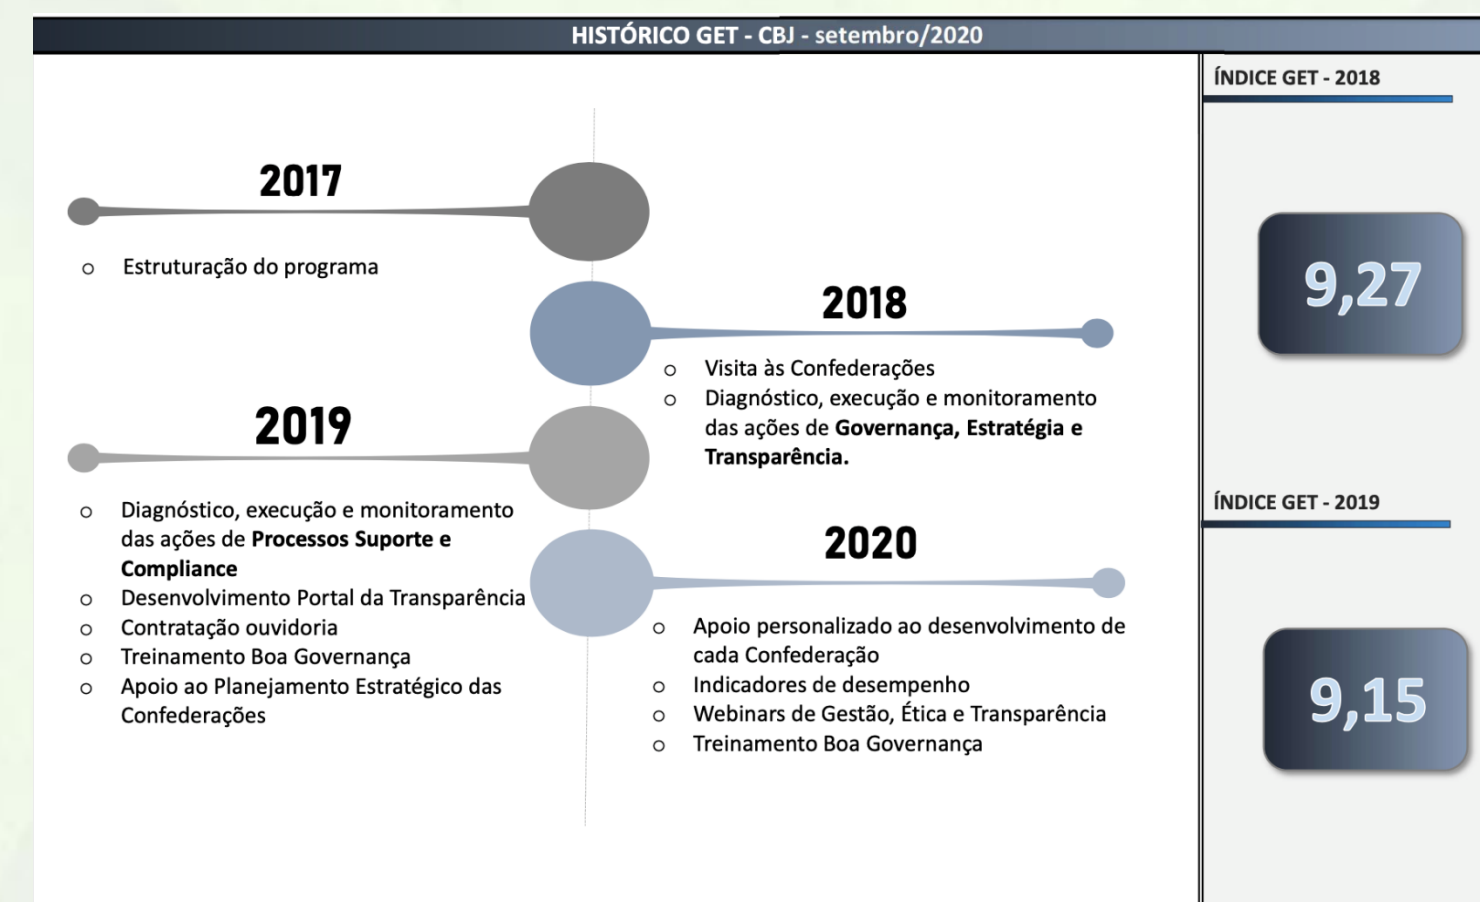 HISTÓRICO GET - CBJ - setembro/2020
2017
o Estruturação do programa
2018
o Visita às Confederações
o Diagnóstico, execução e monitoramento
das ações de Governança, Estratégia e
Transparência.
2019
o Diagnóstico, execução e monitoramento
das ações de Processos Suporte e
Compliance
o Desenvolvimento Portal da Transparência
o Contratação ouvidoria
o Treinamento Boa Governança
o Apoio ao Planejamento Estratégico das
Confederações
2020
o Apoio personalizado ao desenvolvimento de
cada Confederação
o Indicadores de desempenho
o Webinars de Gestão, Ética e Transparência
o Treinamento Boa Governança
ÍNDICE GET - 2018
9,27
ÍNDICE GET - 2019
9,15